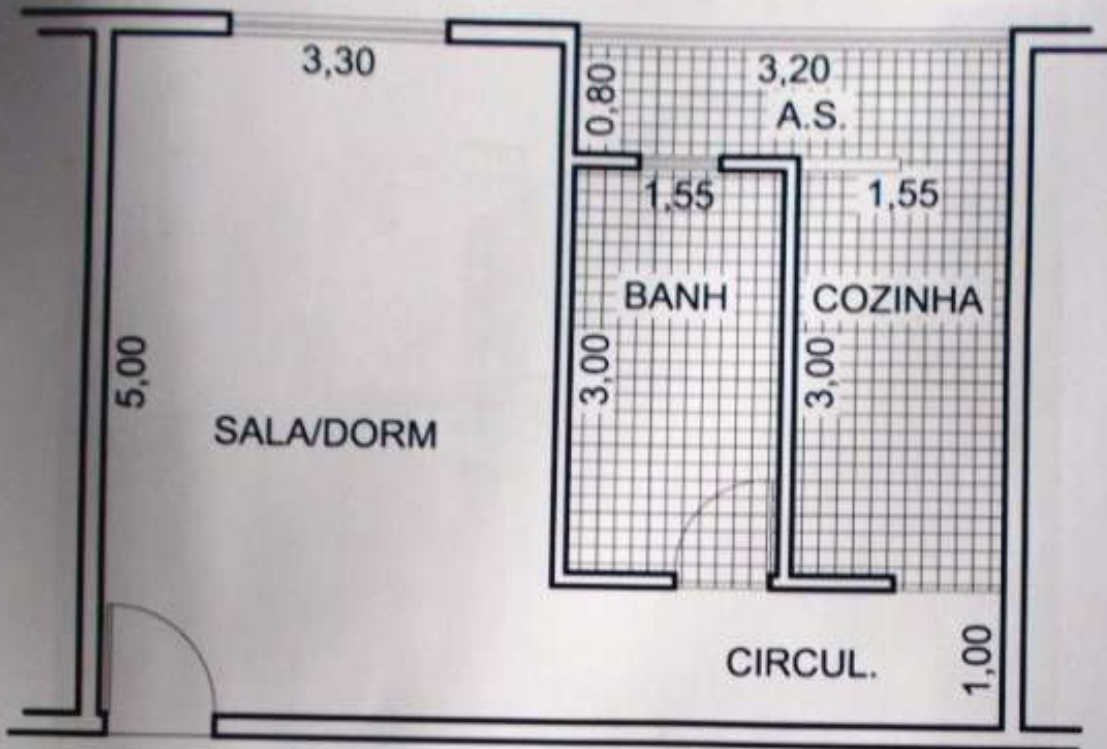 3,30
0,80
3,20
A.S.
1,55
1,55
BANH
COZINHA
5,00
3,00
3,00
SALA/DORM
CIRCUL.
1,00